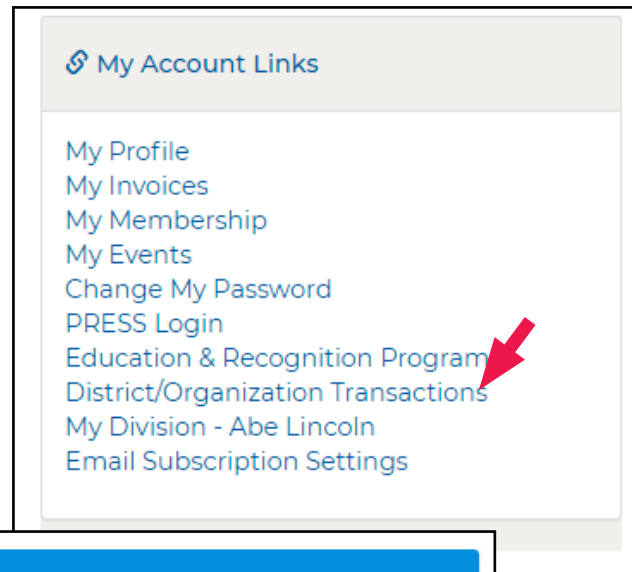 My Account Links
My Profile
My Invoices
My Membership
My Events
Change My Password
PRESS Login
Education & Recognition Program
District/Organization Transactions
My Division - Abe Lincoln
Email Subscription Settings